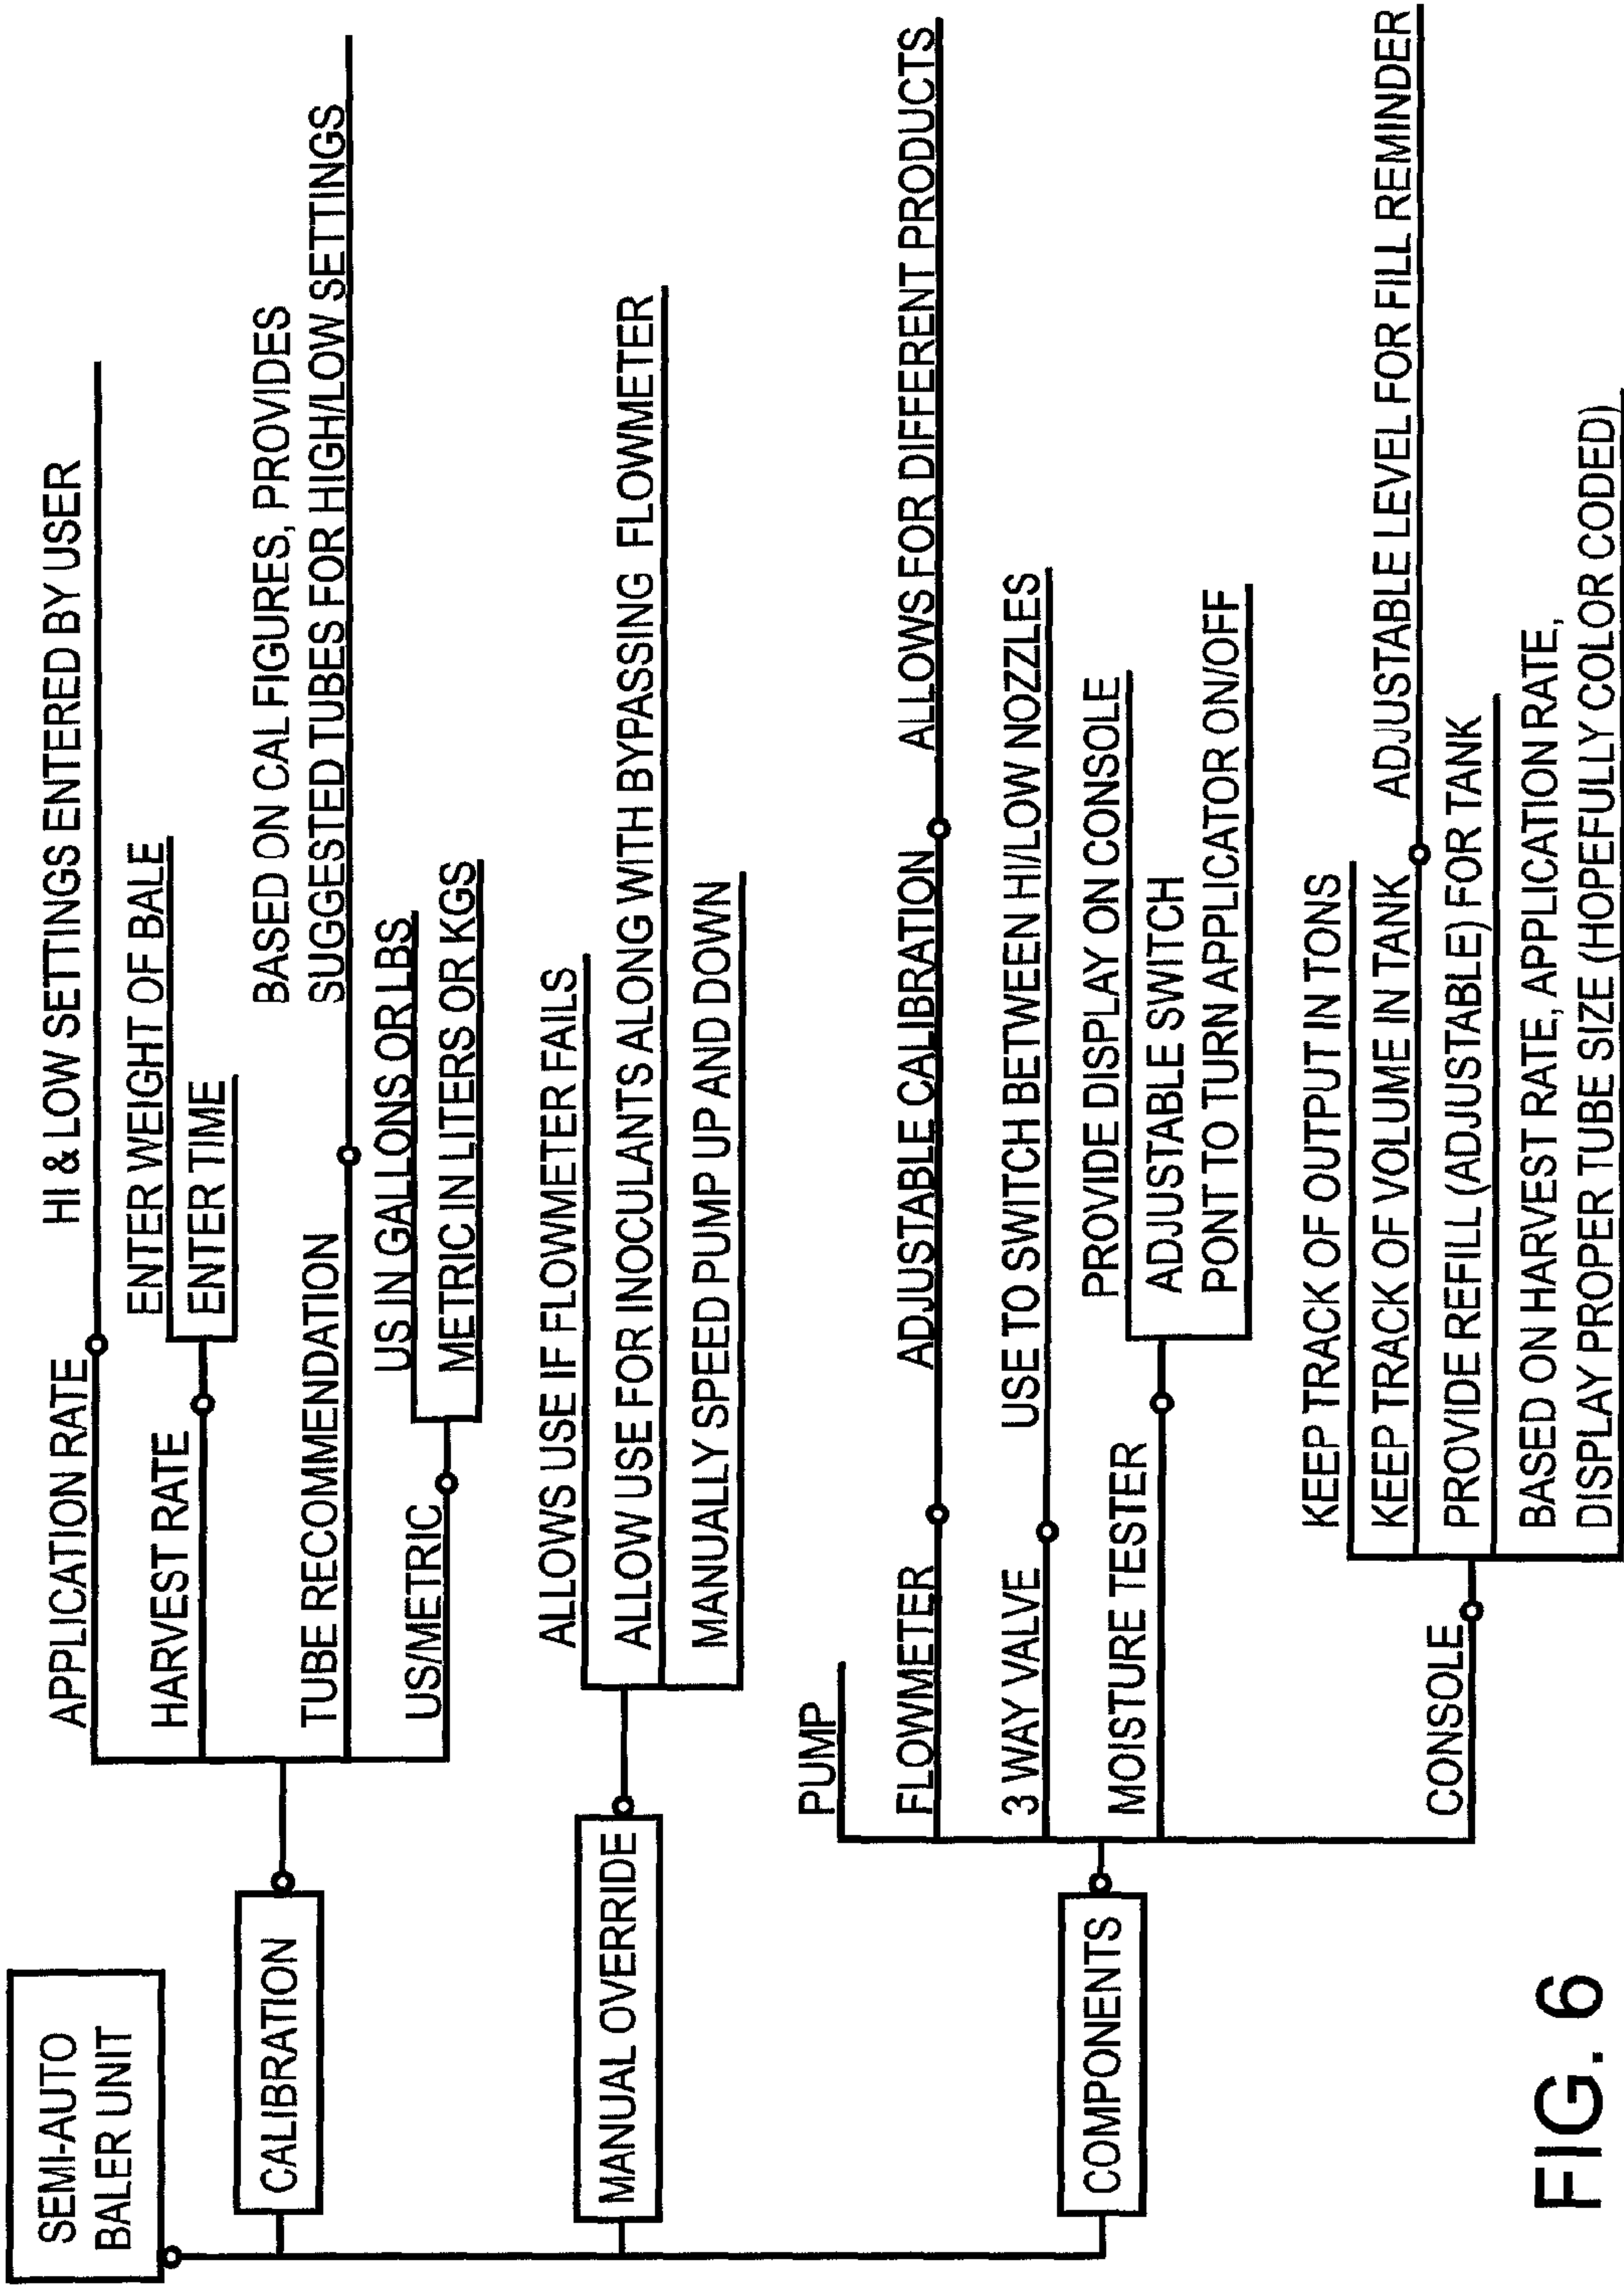 SEMI-AUTO
BALER UNIT
CALIBRATION
APPLICATION RATE
HI & LOW SETTINGS ENTERED BY USER
HARVEST RATE
ENTER WEIGHT OF BALE
ENTER TIME
TUBE RECOMMENDATION
BASED ON CAL FIGURES, PROVIDES
SUGGESTED TUBES FOR HIGH/LOW SETTINGS
US/METRIC
US IN GALLONS OR LBS
METRIC IN LITERS OR KGS
MANUAL OVERRIDE
ALLOWS USE IF FLOWMETER FAILS
ALLOW USE FOR INOCULANTS ALONG WITH BYPASSING FLOWMETER
MANUALLY SPEED PUMP UP AND DOWN
COMPONENTS
PUMP
FLOWMETER
ADJUSTABLE CALIBRATION
ALLOWS FOR DIFFERENT PRODUCTS
3 WAY VALVE
USE TO SWITCH BETWEEN HI/LOW NOZZLES
MOISTURE TESTER
PROVIDE DISPLAY ON CONSOLE
ADJUSTABLE SWITCH
PONT TO TURN APPLICATOR ON/OFF
CONSOLE
KEEP TRACK OF OUTPUT IN TONS
KEEP TRACK OF VOLUME IN TANK
ADJUSTABLE LEVEL FOR FILL REMINDER
PROVIDE REFILL (ADJUSTABLE) FOR TANK
BASED ON HARVEST RATE, APPLICATION RATE,
DISPLAY PROPER TUBE SIZE (HOPEFULLY COLOR CODED)
FIG. 6